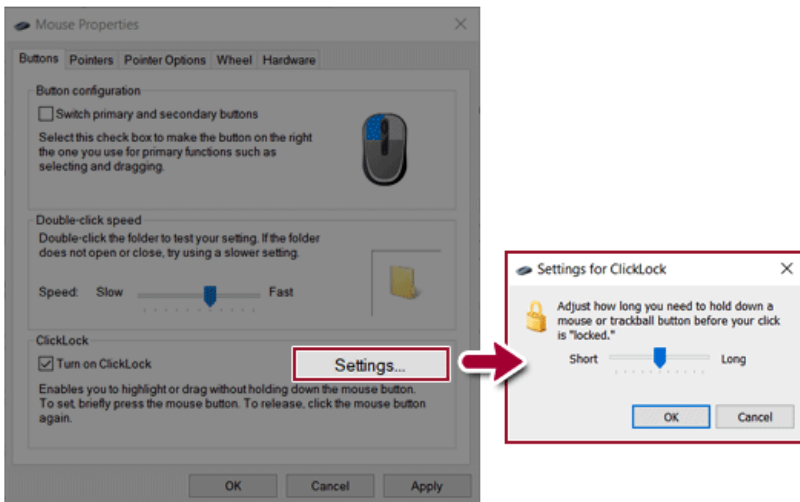 Mouse Properties
Buttons Pointers Pointer Options Wheel Hardware
Button configuration
Switch primary and secondary buttons
Select this check box to make the button on the right
the one you use for primary functions such as
selecting and dragging.
Double-click speed
Double-click the folder to test your setting. If the folder
does not open or close, try using a slower setting.
Speed: Slow Fast
ClickLock
Turn on ClickLock
Settings...
Enables you to highlight or drag without holding down the mouse button.
To set, briefly press the mouse button. To release, click the mouse button
again.
OK Cancel Apply
Settings for ClickLock
Adjust how long you need to hold down a
mouse or trackball button before your click
is "locked."
Short Long
OK Cancel